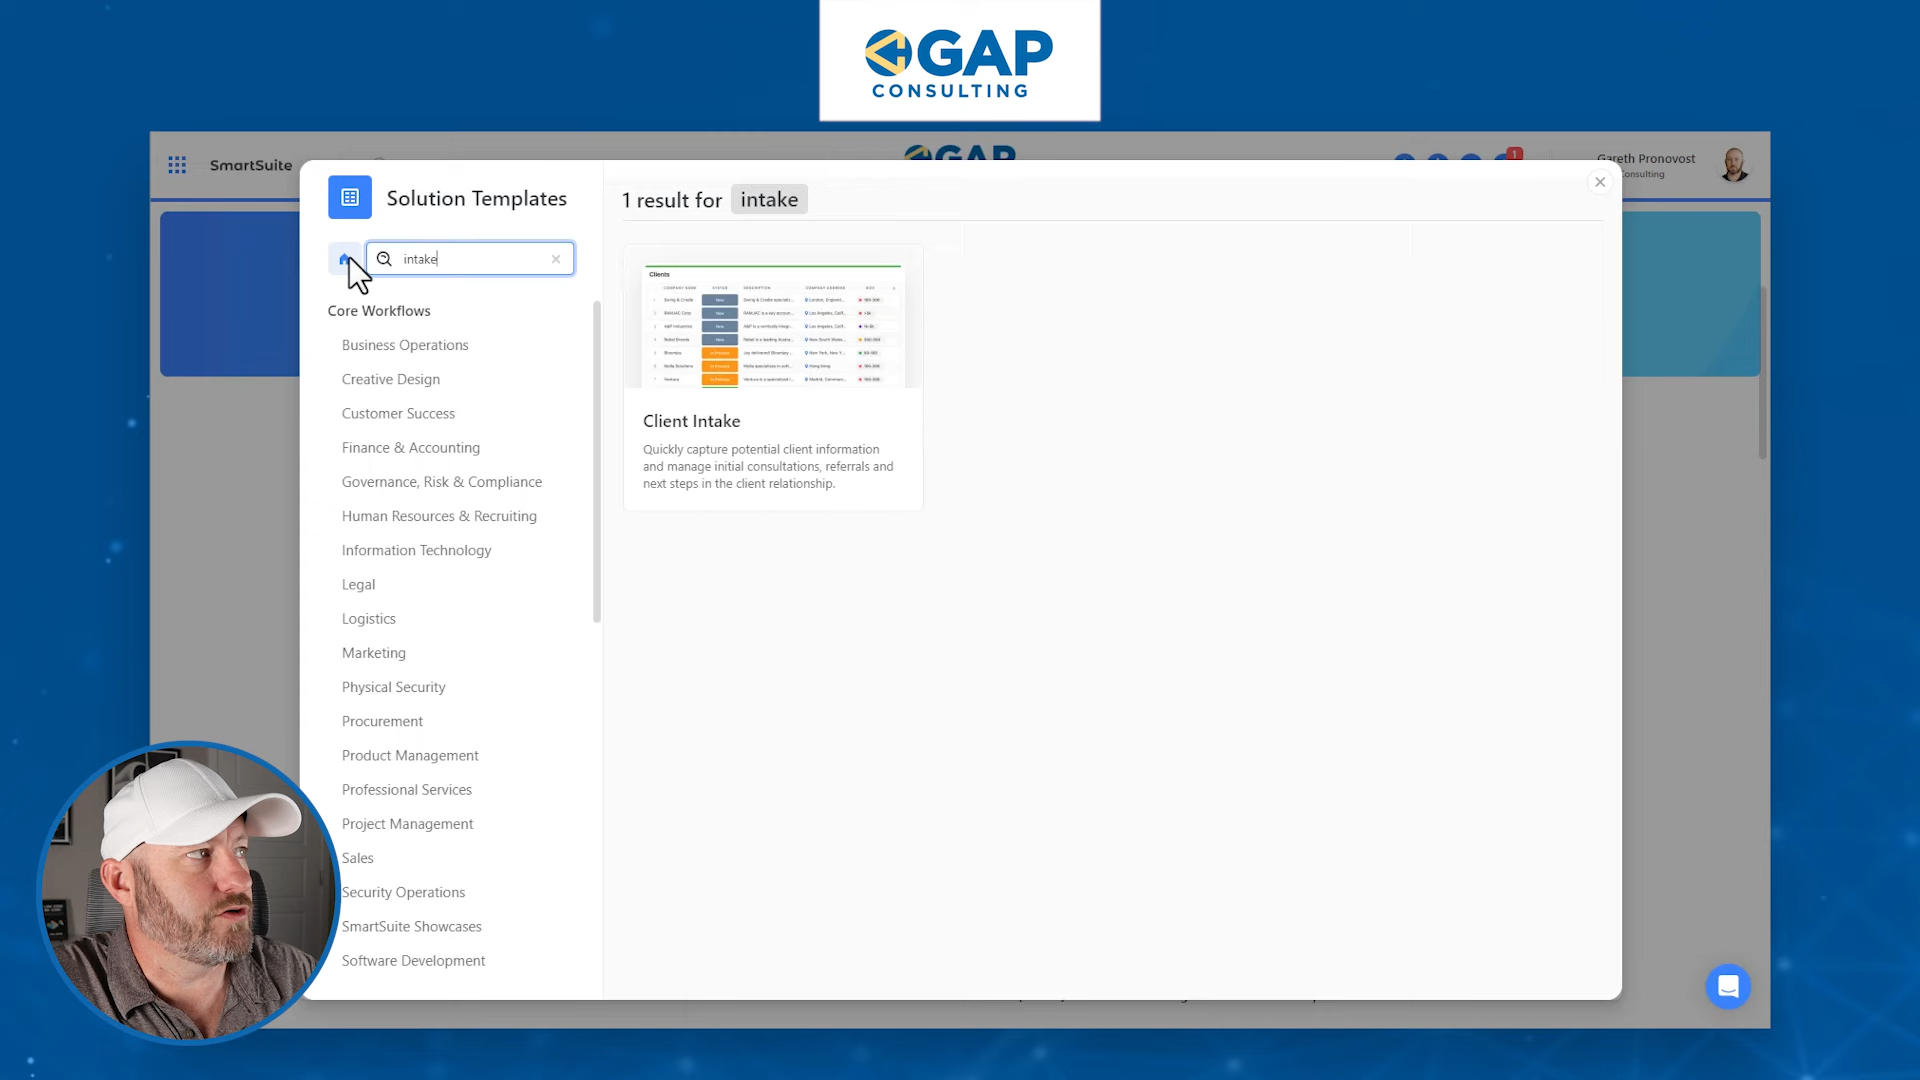 GAP
CONSULTING
SmartSuite
1
Gareth Pronovost
onsulting
Solution Templates
1 result for intake
intake
Core Workflows
Business Operations
Creative Design
Customer Success
Finance & Accounting
Governance, Risk & Compliance
Human Resources & Recruiting
Information Technology
Legal
Logistics
Marketing
Physical Security
Procurement
Product Management
Professional Services
Project Management
Sales
Security Operations
SmartSuite Showcases
Software Development
Clients
Client Intake
Quickly capture potential client information
and manage initial consultations, referrals and
next steps in the client relationship.